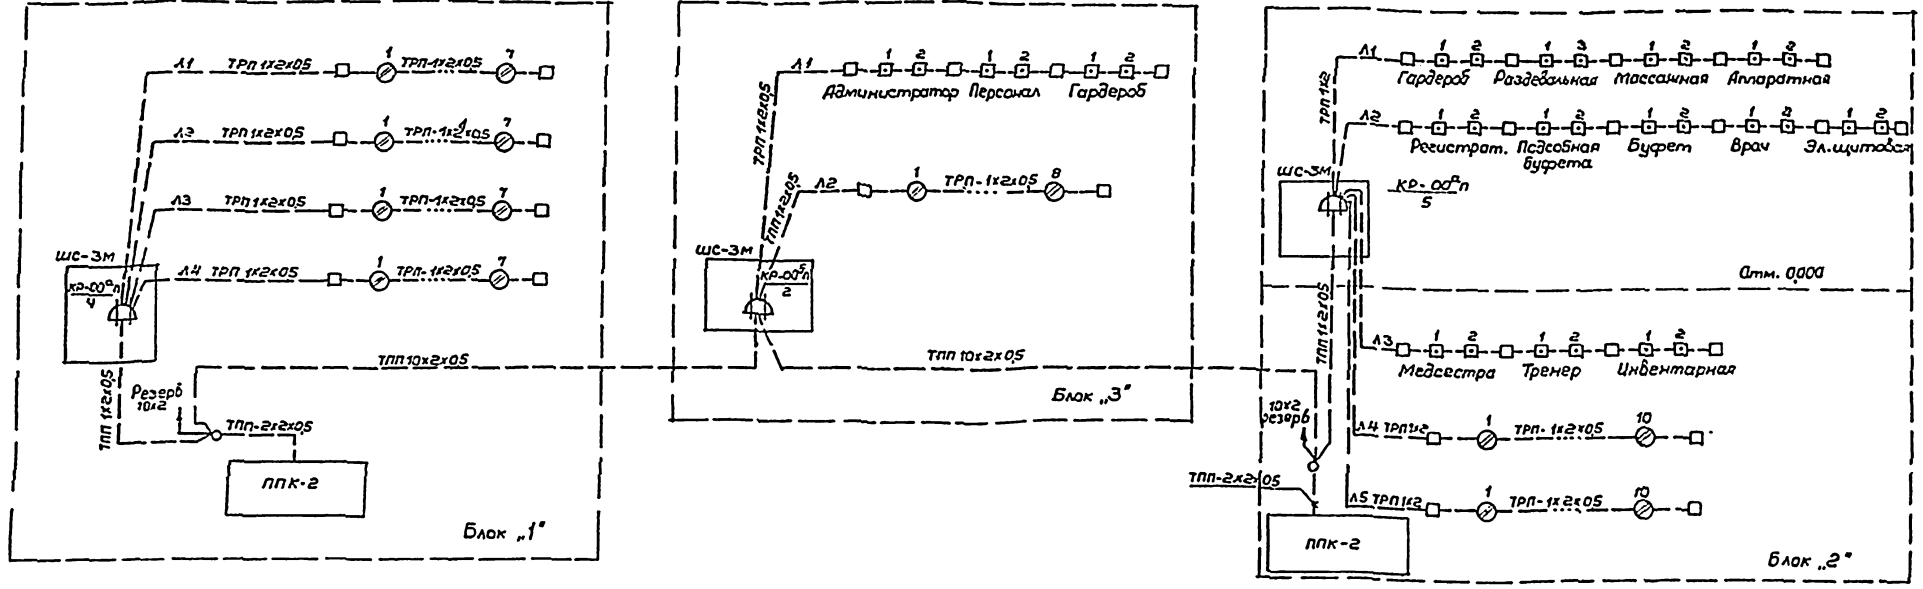 Л1 ТРП 1х2х0,5 1 ТРП-1х2х0,5 7
Л2 ТРП 1х2х0,5 1 ТРП-1х2х0,5 7
Л3 ТРП 1х2х0,5 1 ТРП-1х2х0,5 7
ШС-3М
Л4 ТРП 1х2х0,5 1 ТРП-1х2х0,5 7
4
ТПП 10х2х0,5
ТПП 1х2х0,5
Резерв
10х2
ТПП-2х2х0,5
ППК-2
Блок „1"
Л1 1 2 1 2 1 2
Администратор Персонал Гардероб
ТРП 1х2х0,5
Л2 1 ТРП-1х2х0,5 8
ТПП 1х2х0,5
ШС-3М
КР-00⁵п
2
ТПП 10х2х0,5
Блок „3"
Л1 1 2 1 3 1 2 1 2
Гардероб Раздевальная Массажная Аппаратная
ТРП 1х2
Л2 1 2 1 2 1 2 1 2 1 2
Регистрат. Подсобная Буфет Врач Эл.щитовая
буфета
ШС-3М
5
Отм. 0,000
ТПП 1х2х0,5
Л3 1 2 1 2 1 2
Медсестра Тренер Инвентарная
10х2
резерв
Л4 ТРП 1х2 1 ТРП-1х2х0,5 10
ТПП-2х2х0,5
Л5 ТРП 1х2 1 ТРП-1х2х0,5 10
ППК-2
Блок „2"